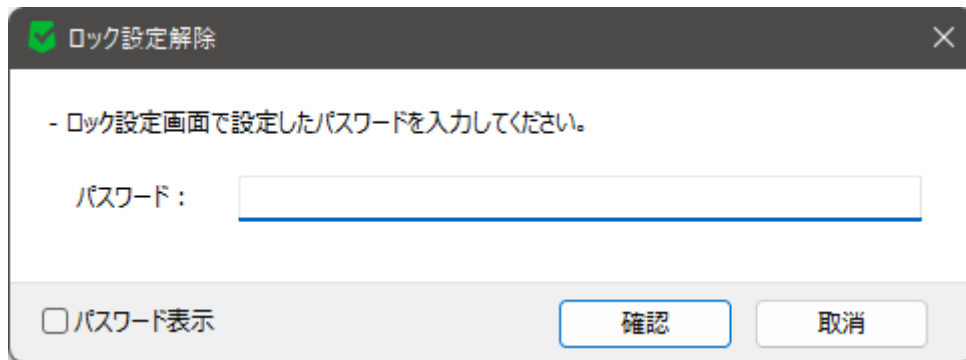 ロック設定解除
- ロック設定画面で設定したパスワードを入力してください。
パスワード：
パスワード表示
確認
取消